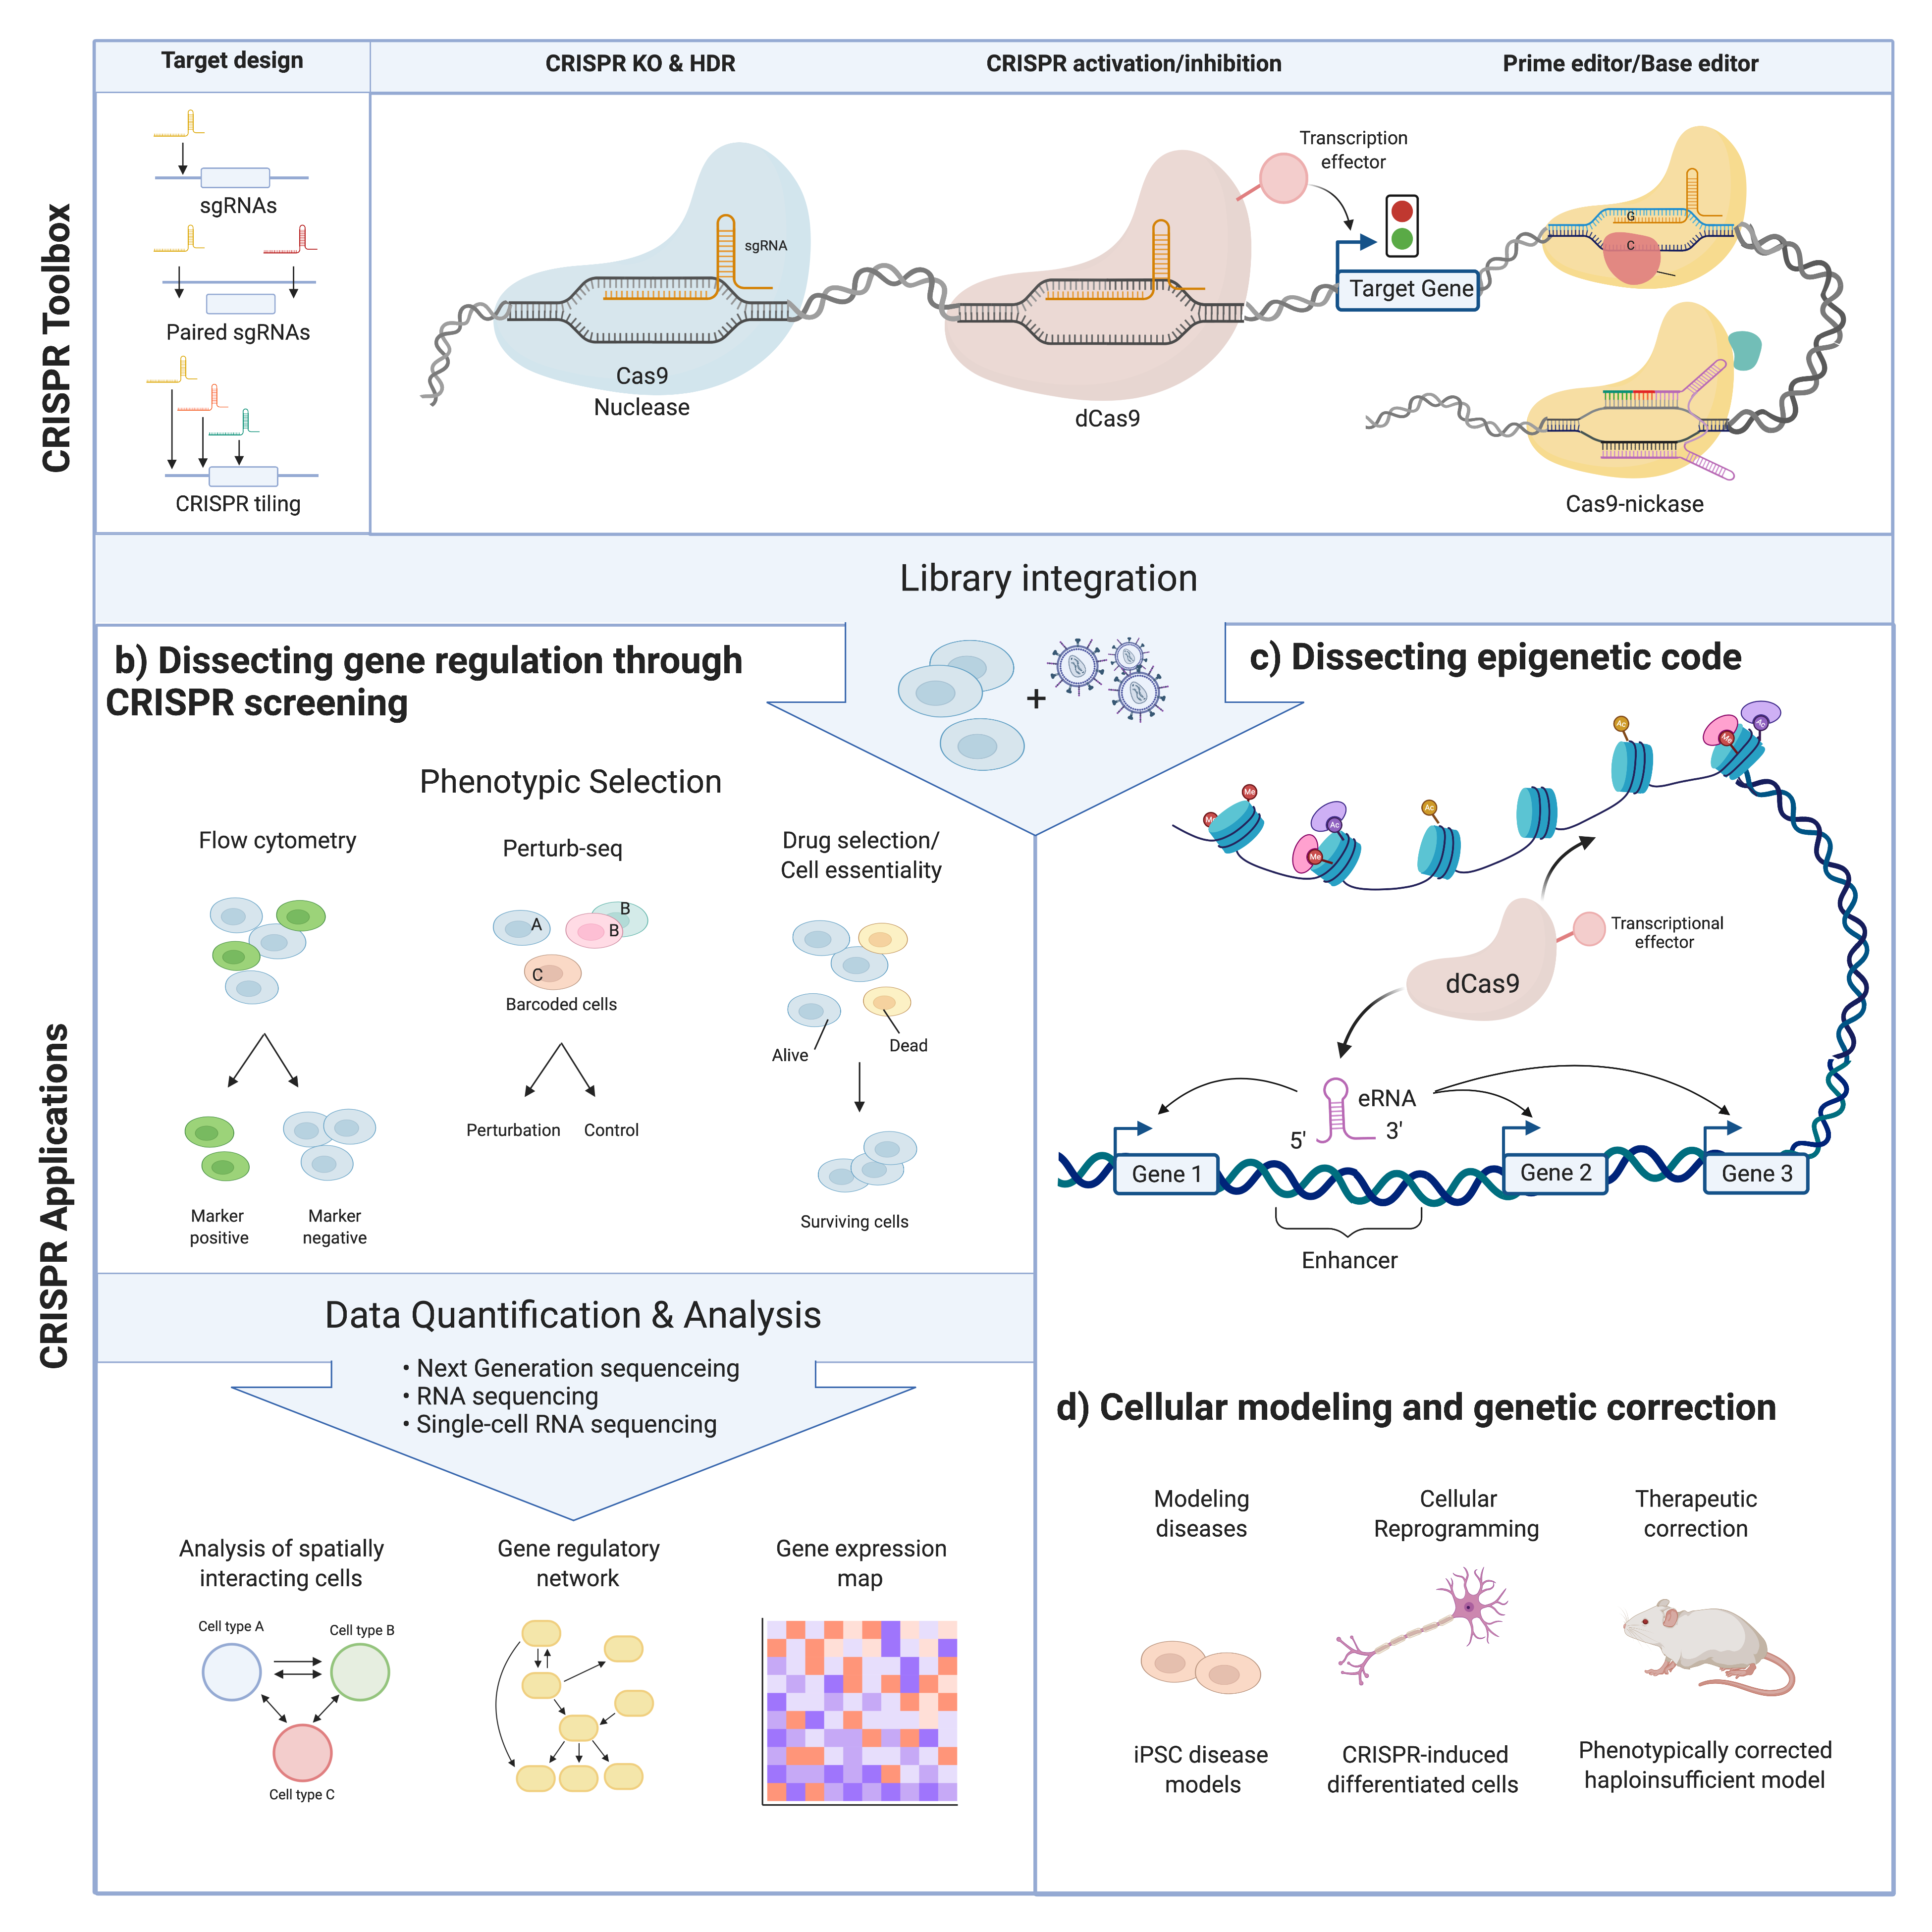 CRISPR Toolbox
Target design
CRISPR KO & HDR
CRISPR activation/inhibition
Prime editor/Base editor
sgRNAs
Paired sgRNAs
CRISPR tiling
sgRNA
Cas9
Nuclease
dCas9
Transcription
effector
Target Gene
G
C
Cas9-nickase
Library integration
+
CRISPR Applications
b) Dissecting gene regulation through
CRISPR screening
Phenotypic Selection
Flow cytometry
Marker
positive
Marker
negative
Perturb-seq
A
B
B
C
Barcoded cells
Perturbation
Control
Drug selection/
Cell essentiality
Alive
Dead
Surviving cells
Data Quantification & Analysis
• Next Generation sequenceing
• RNA sequencing
• Single-cell RNA sequencing
Analysis of spatially
interacting cells
Cell type A
Cell type B
Cell type C
Gene regulatory
network
Gene expression
map
c) Dissecting epigenetic code
Me
Me
Ac
Me
Ac
Ac
Me
Ac
dCas9
Transcriptional
effector
eRNA
5'
3'
Gene 1
Gene 2
Gene 3
Enhancer
d) Cellular modeling and genetic correction
Modeling
diseases
iPSC disease
models
Cellular
Reprogramming
CRISPR-induced
differentiated cells
Therapeutic
correction
Phenotypically corrected
haploinsufficient model